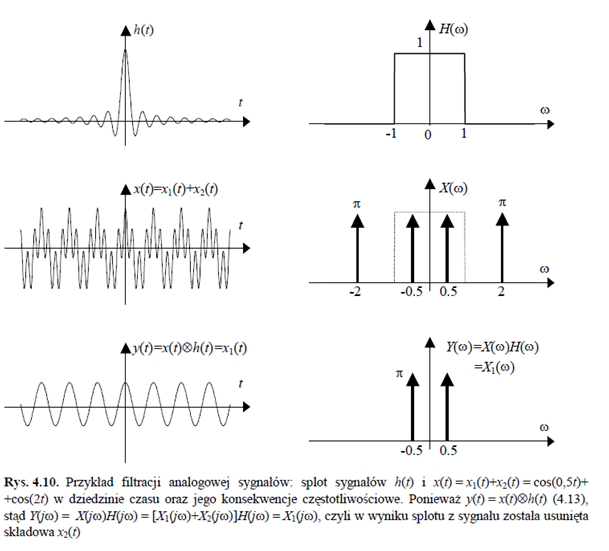 h(t)
H(ω)
1
t
ω
-1 0 1
x(t)=x₁(t)+x₂(t)
X(ω)
t
π
π
ω
-2 -0.5 0.5 2
y(t)=x(t)⊗h(t)=x₁(t)
Y(ω)=X(ω)H(ω)
=X₁(ω)
t
π
ω
-0.5 0.5
Rys. 4.10. Przykład filtracji analogowej sygnałów: splot sygnałów h(t) i x(t) = x₁(t)+x₂(t) = cos(0,5t)+
+cos(2t) w dziedzinie czasu oraz jego konsekwencje częstotliwościowe. Ponieważ y(t) = x(t)⊗h(t) (4.13),
stąd Y(jω) = X(jω)H(jω) = [X₁(jω)+X₂(jω)]H(jω) = X₁(jω), czyli w wyniku splotu z sygnału została usunięta
składowa x₂(t)